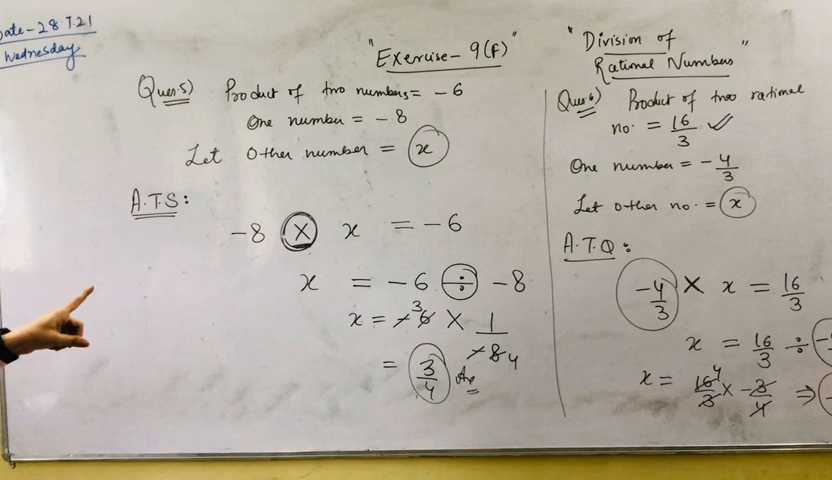 Date-28.7.21
Wednesday
"Exercise- 9(F)"
Ques5) Product of two numbers = -6
One number = -8
Let Other number = x
A.T.S:
-8 × x = -6
x = -6 ÷ -8
x = -6 3 × 1/-8 4
= 3/4 Ans
"Division of
Rational Numbers"
Ques6) Product of two rational
no. = 16/3 ✓
One number = -4/3
Let other no. = x
A.T.Q:
-4/3 × x = 16/3
x = 16/3 ÷ -
x = 16 4/3 × -3/4 ⇒ -